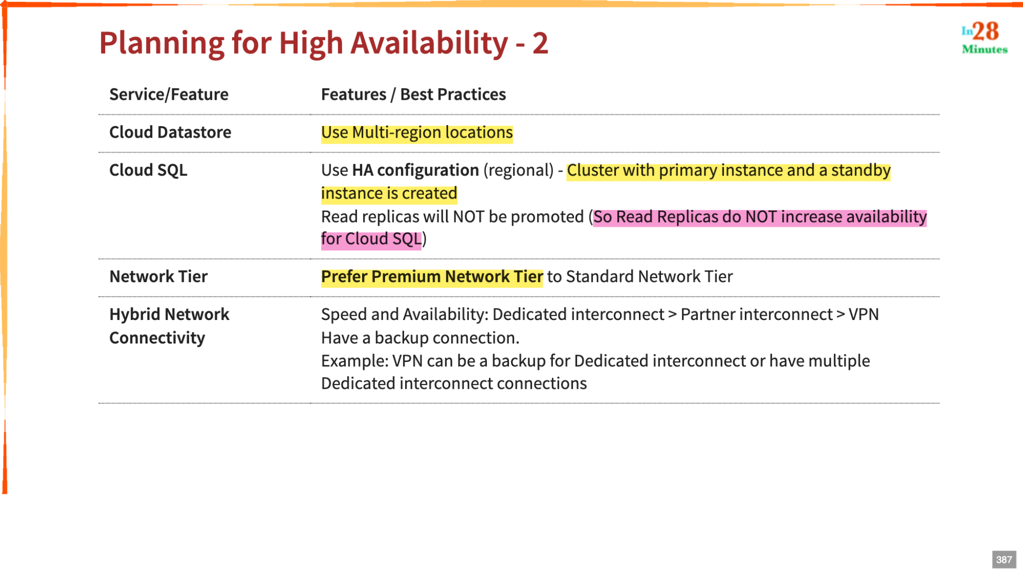 Planning for High Availability - 2
In28
Minutes
Service/Feature
Features / Best Practices
Cloud Datastore
Use Multi-region locations
Cloud SQL
Use HA configuration (regional) - Cluster with primary instance and a standby
instance is created
Read replicas will NOT be promoted (So Read Replicas do NOT increase availability
for Cloud SQL)
Network Tier
Prefer Premium Network Tier to Standard Network Tier
Hybrid Network
Connectivity
Speed and Availability: Dedicated interconnect > Partner interconnect > VPN
Have a backup connection.
Example: VPN can be a backup for Dedicated interconnect or have multiple
Dedicated interconnect connections
387